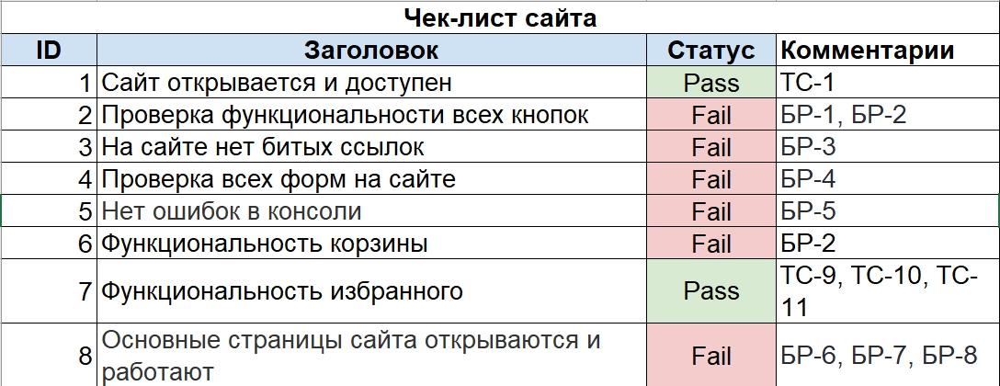 Чек-лист сайта
ID Заголовок Статус Комментарии
1 Сайт открывается и доступен Pass ТС-1
2 Проверка функциональности всех кнопок Fail БР-1, БР-2
3 На сайте нет битых ссылок Fail БР-3
4 Проверка всех форм на сайте Fail БР-4
5 Нет ошибок в консоли Fail БР-5
6 Функциональность корзины Fail БР-2
7 Функциональность избранного Pass ТС-9, ТС-10, ТС-
11
8 Основные страницы сайта открываются и
работают Fail БР-6, БР-7, БР-8